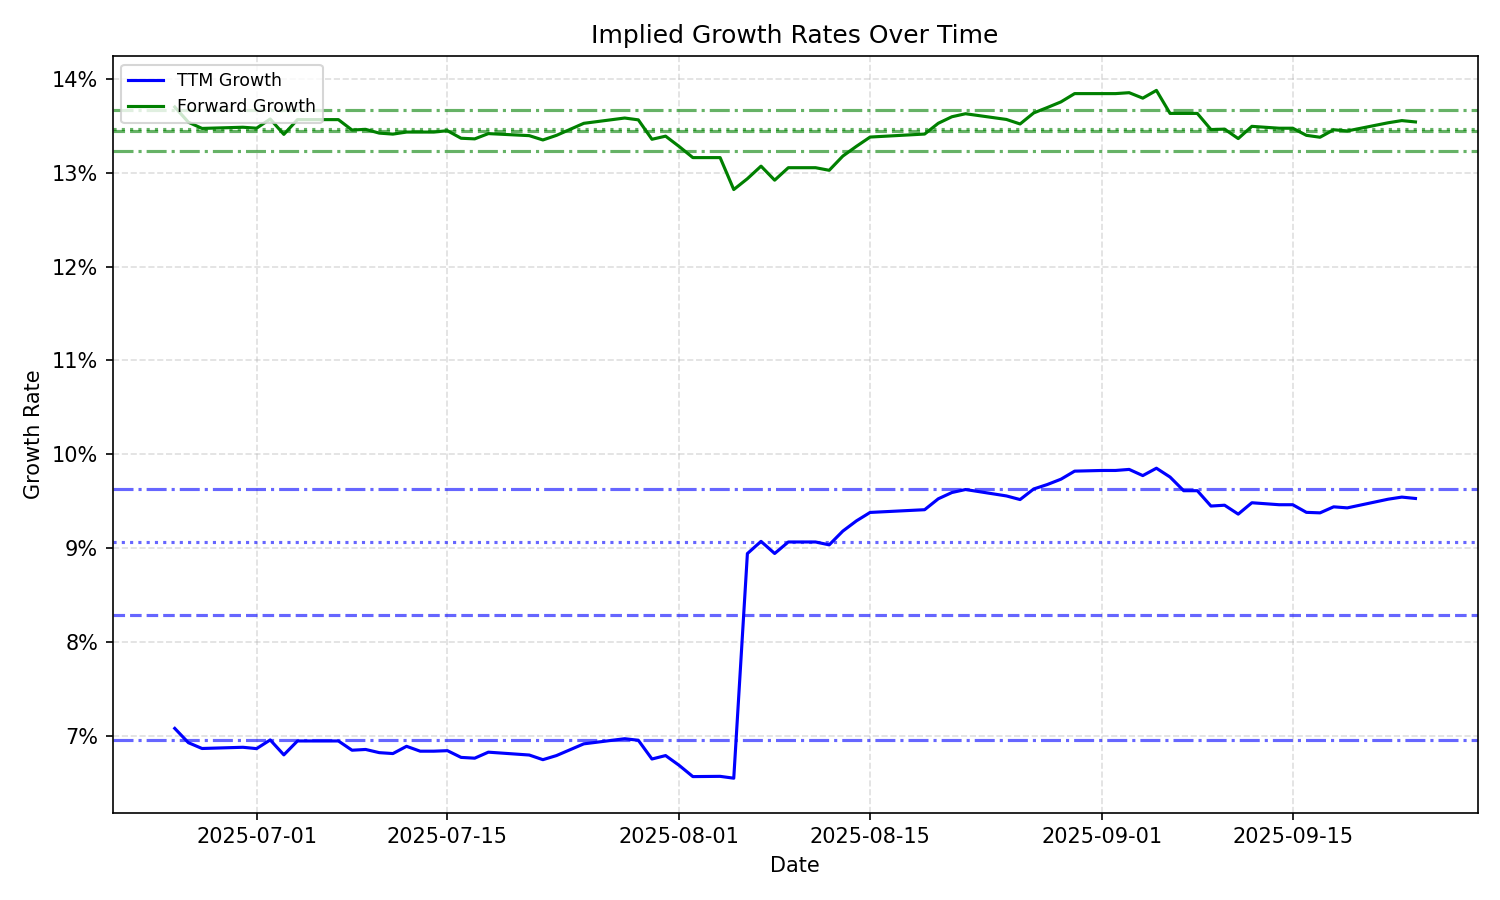 Implied Growth Rates Over Time
TTM Growth
Forward Growth
14%
13%
12%
11%
10%
9%
8%
7%
Growth Rate
2025-07-01
2025-07-15
2025-08-01
2025-08-15
2025-09-01
2025-09-15
Date